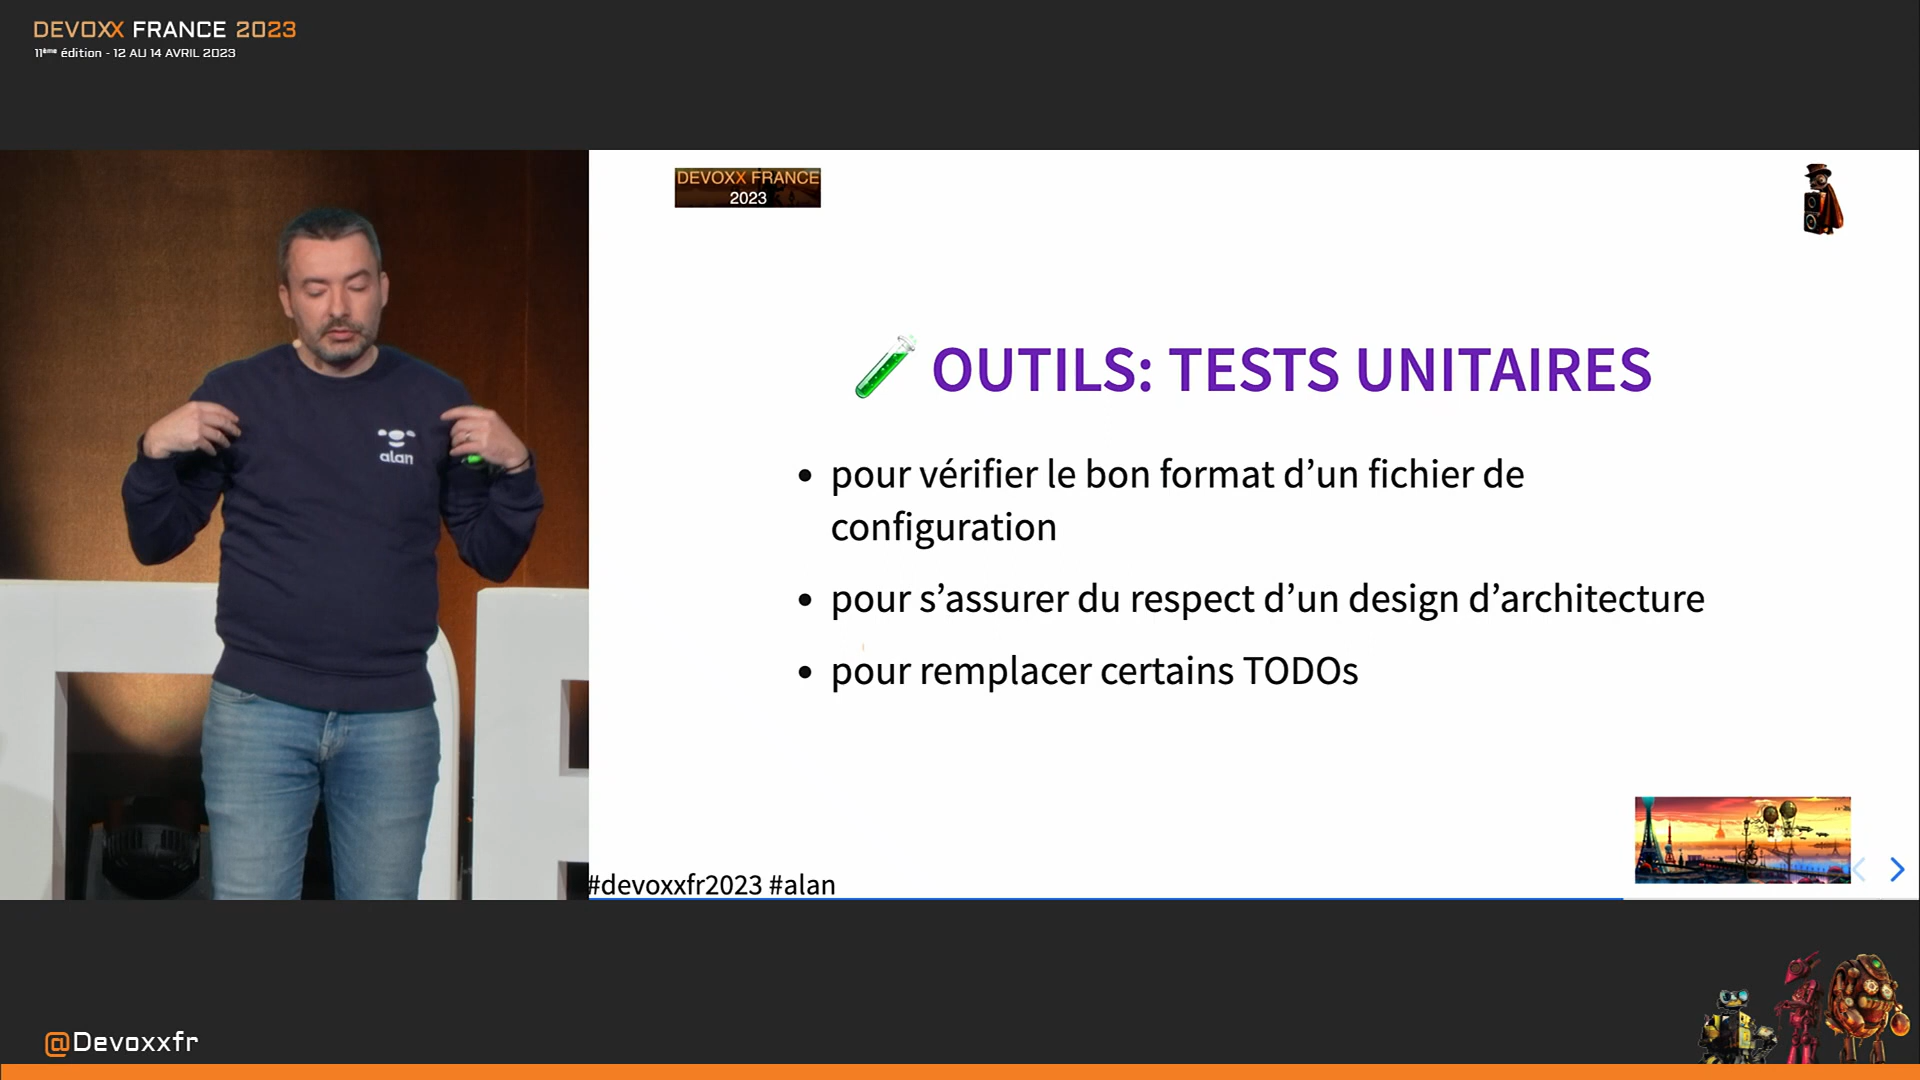 DEVOXX FRANCE 2023
11ème édition - 12 AU 14 AVRIL 2023
alan
DEVOXX FRANCE
2023
OUTILS: TESTS UNITAIRES
• pour vérifier le bon format d’un fichier de
configuration
• pour s’assurer du respect d’un design d’architecture
• pour remplacer certains TODOs
#devoxxfr2023 #alan
@Devoxxfr